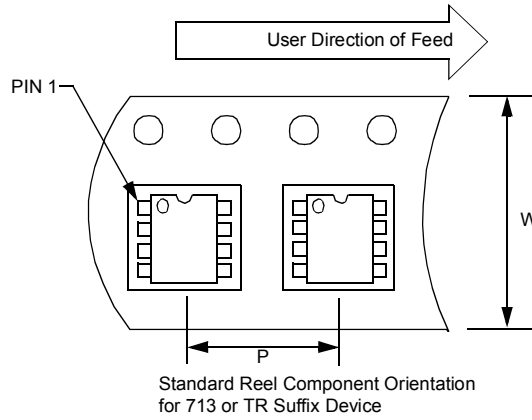 User Direction of Feed
PIN 1
W
P
Standard Reel Component Orientation
for 713 or TR Suffix Device